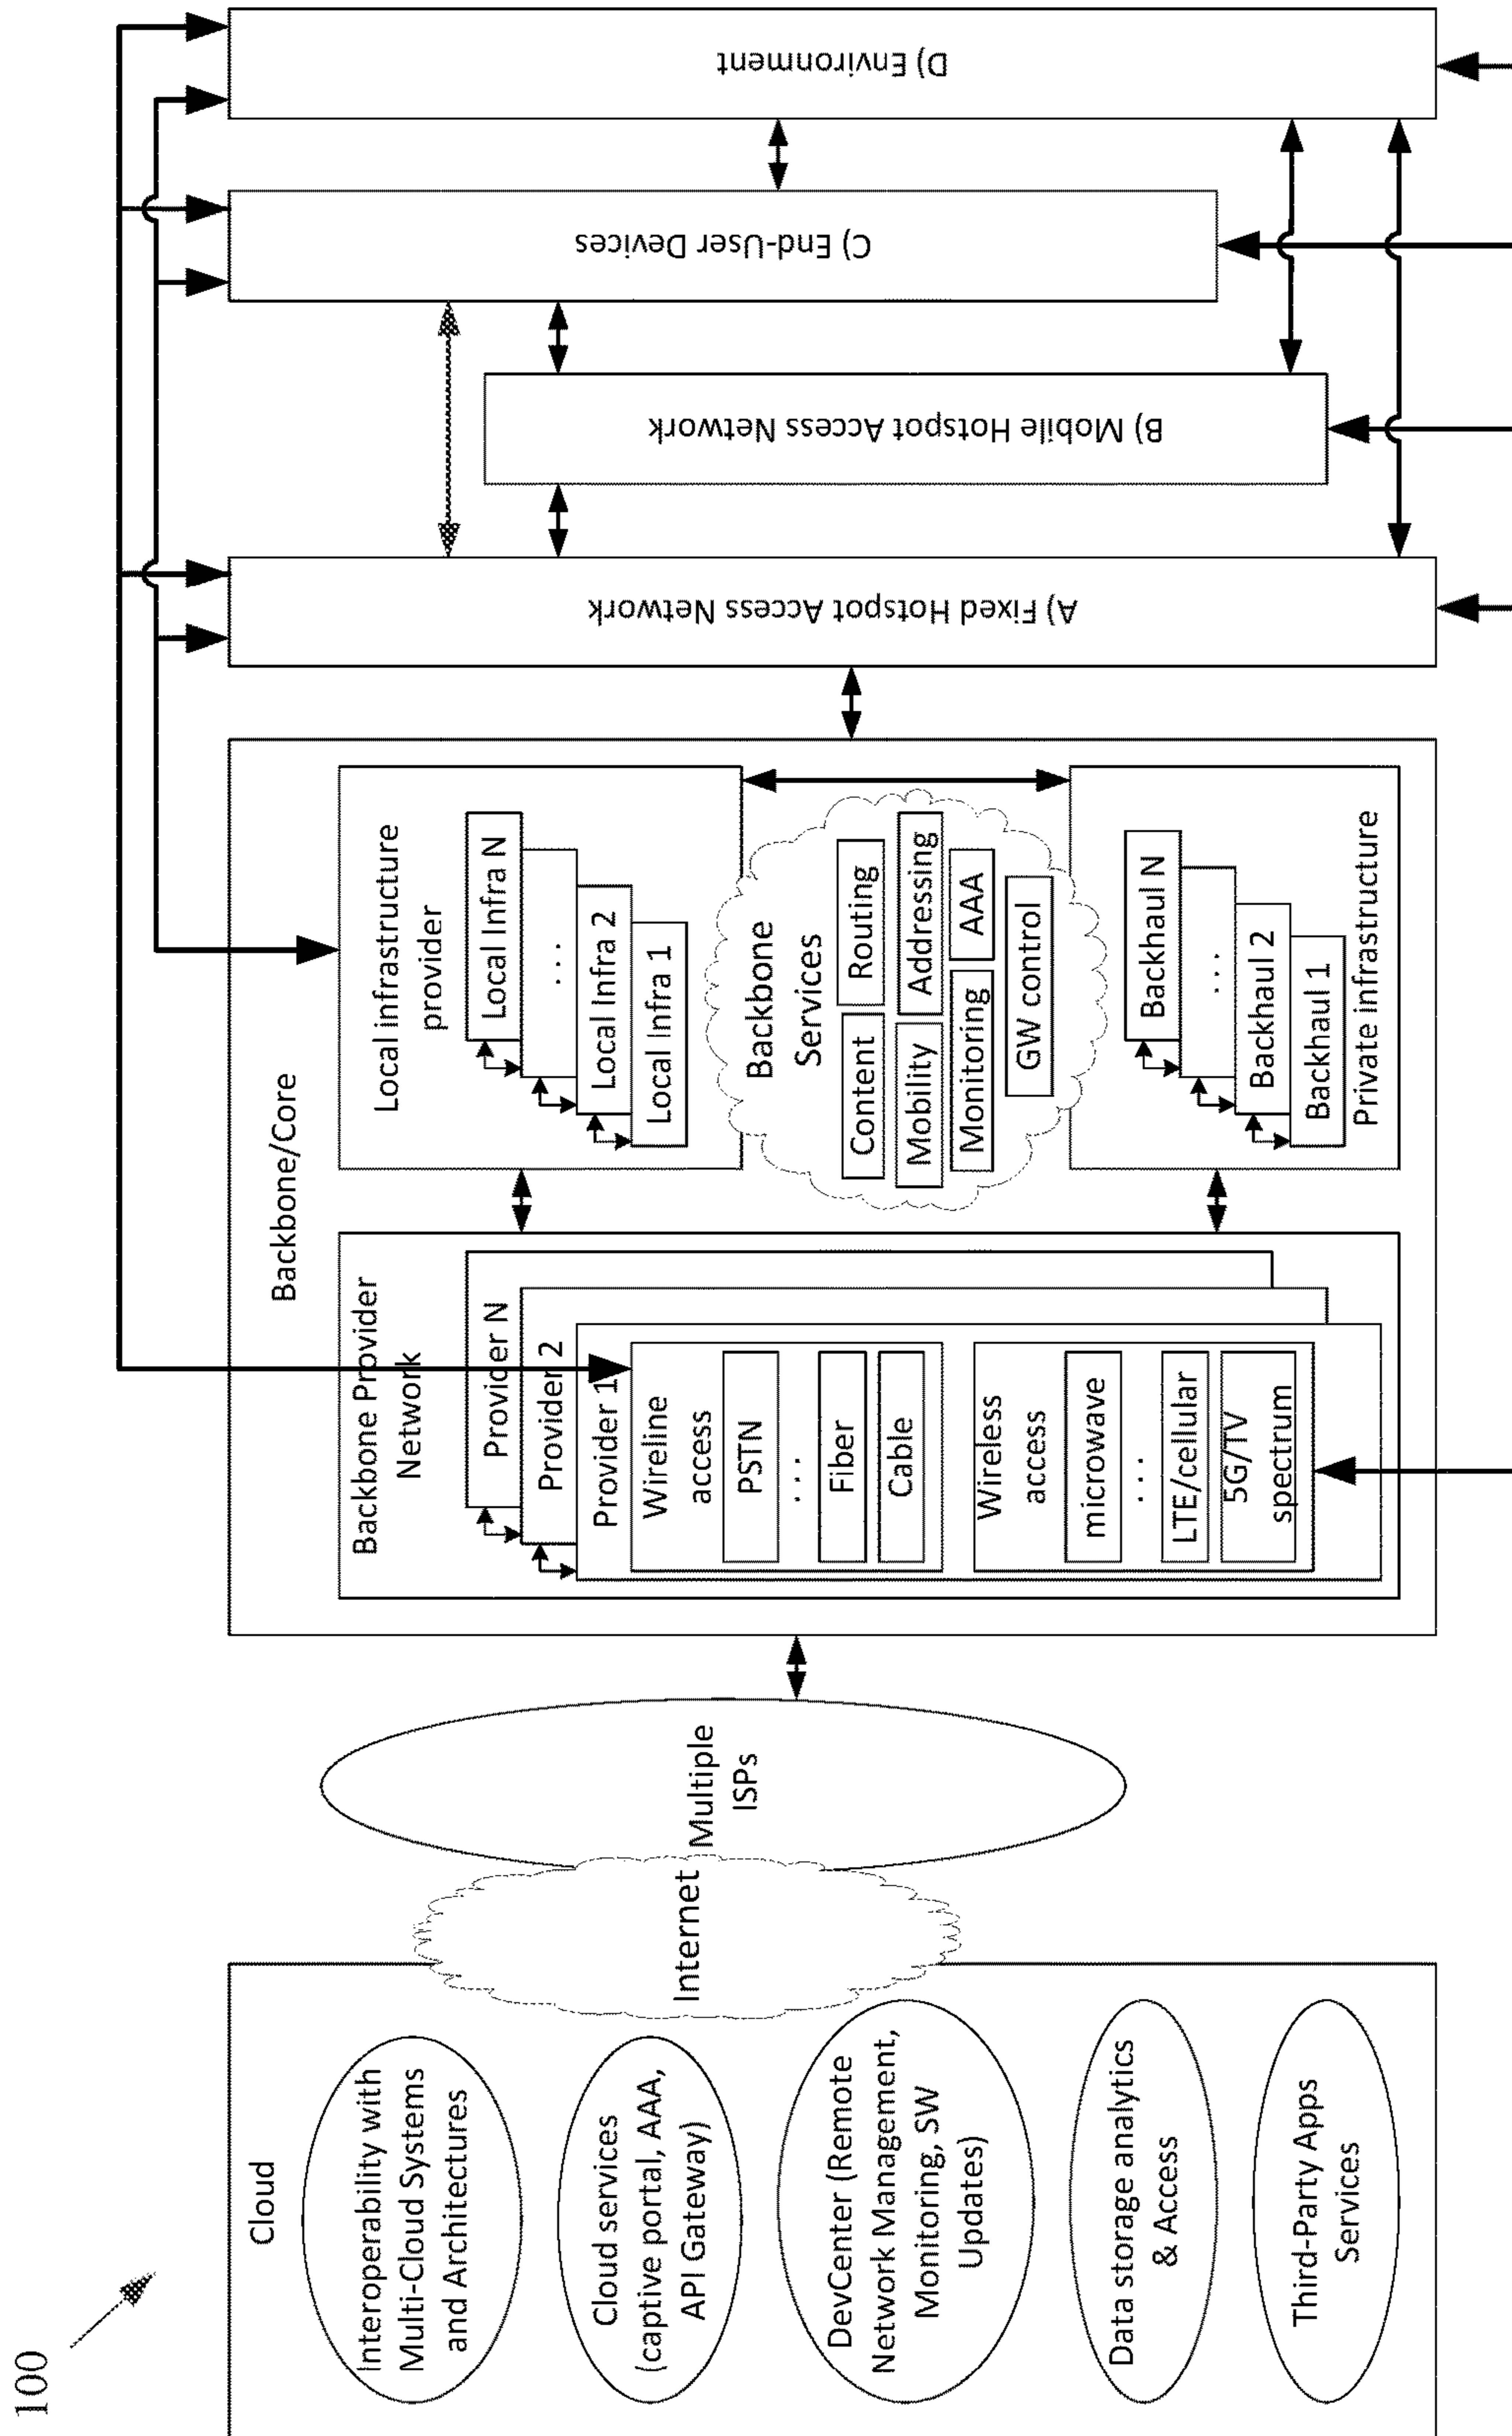 100
Cloud
Interoperability with
Multi-Cloud Systems
and Architectures
Cloud services
(captive portal, AAA,
API Gateway)
DevCenter (Remote
Network Management,
Monitoring, SW
Updates)
Data storage analytics
& Access
Third-Party Apps
Services
Internet
Multiple
ISPs
Backbone/Core
Backbone Provider
Network
Provider N
Provider 2
Provider 1
Wireline
access
PSTN
...
Fiber
Cable
Wireless
access
microwave
...
LTE/cellular
5G/TV
spectrum
Local infrastructure
provider
Local Infra N
...
Local Infra 2
Local Infra 1
Backbone
Services
Content
Routing
Mobility
Addressing
Monitoring
AAA
GW control
Backhaul N
...
Backhaul 2
Backhaul 1
Private infrastructure
A) Fixed Hotspot Access Network
B) Mobile Hotspot Access Network
C) End-User Devices
D) Environment